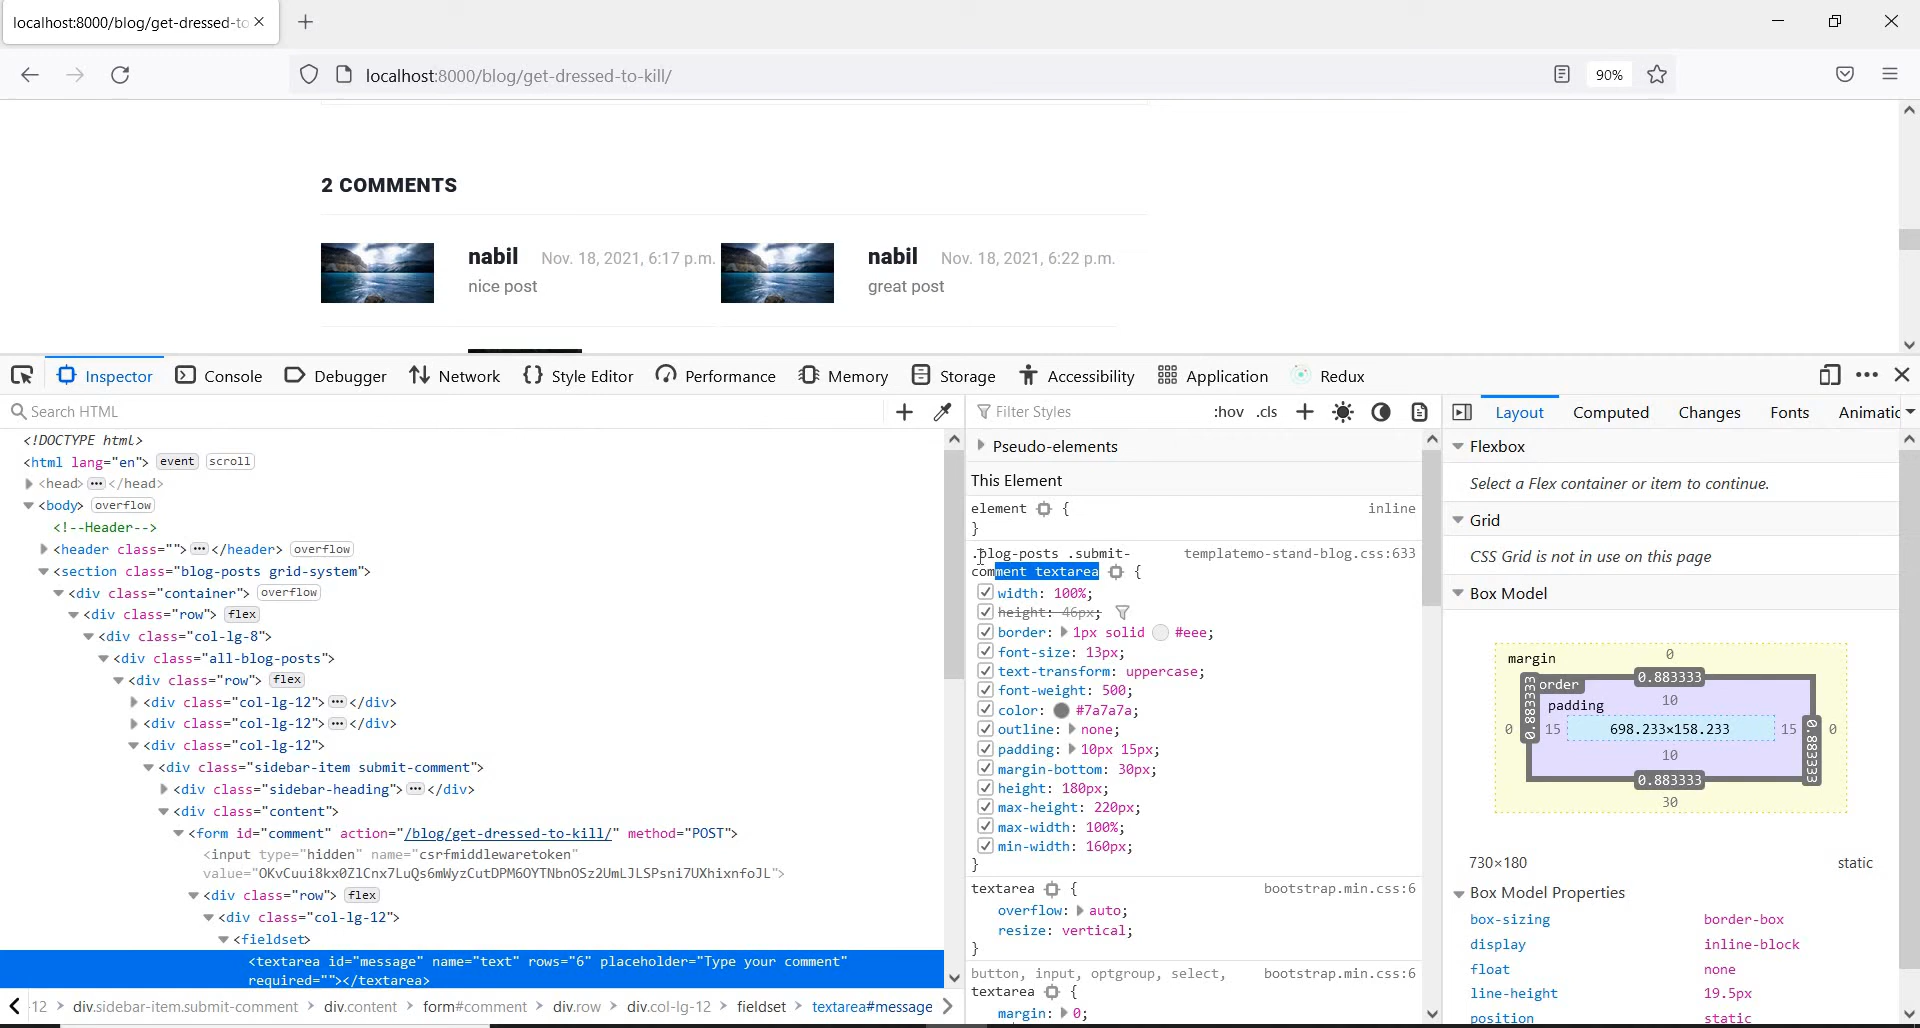 localhost:8000/blog/get-dressed-to
localhost:8000/blog/get-dressed-to-kill/
90%
2 COMMENTS
nabil Nov. 18, 2021, 6:17 p.m.
nice post
nabil Nov. 18, 2021, 6:22 p.m.
great post
Inspector Console Debugger Network Style Editor Performance Memory Storage Accessibility Application Redux
Search HTML
<!DOCTYPE html>
<html lang="en"> event scroll
<head> ••• </head>
<body> overflow
<!--Header-->
<header class=""> ••• </header> overflow
<section class="blog-posts grid-system">
<div class="container"> overflow
<div class="row"> flex
<div class="col-lg-8">
<div class="all-blog-posts">
<div class="row"> flex
<div class="col-lg-12"> ••• </div>
<div class="col-lg-12"> ••• </div>
<div class="col-lg-12">
<div class="sidebar-item submit-comment">
<div class="sidebar-heading"> ••• </div>
<div class="content">
<form id="comment" action="/blog/get-dressed-to-kill/" method="POST">
<input type="hidden" name="csrfmiddlewaretoken"
value="OKvCuui8kx0ZlCnx7LuQs6mWyzCutDPM6OYTNbnOSz2UmLJLSPsni7UXhixnfoJL">
<div class="row"> flex
<div class="col-lg-12">
<fieldset>
<textarea id="message" name="text" rows="6" placeholder="Type your comment"
required=""></textarea>
12 > div.sidebar-item.submit-comment > div.content > form#comment > div.row > div.col-lg-12 > fieldset > textarea#message
Filter Styles :hov .cls
Pseudo-elements
This Element
element { inline
}
.blog-posts .submit- templatemo-stand-blog.css:633
comment textarea {
width: 100%;
height: 46px;
border: 1px solid #eee;
font-size: 13px;
text-transform: uppercase;
font-weight: 500;
color: #7a7a7a;
outline: none;
padding: 10px 15px;
margin-bottom: 30px;
height: 180px;
max-height: 220px;
max-width: 100%;
min-width: 160px;
}
textarea { bootstrap.min.css:6
overflow: auto;
resize: vertical;
}
button, input, optgroup, select, bootstrap.min.css:6
textarea {
margin: 0;
Layout Computed Changes Fonts Animatic
Flexbox
Select a Flex container or item to continue.
Grid
CSS Grid is not in use on this page
Box Model
margin 0
order 0.883333
padding 10
0 0.883333 15 698.233×158.233 15 0.883333 0
10
0.883333
30
730×180 static
Box Model Properties
box-sizing border-box
display inline-block
float none
line-height 19.5px
position static